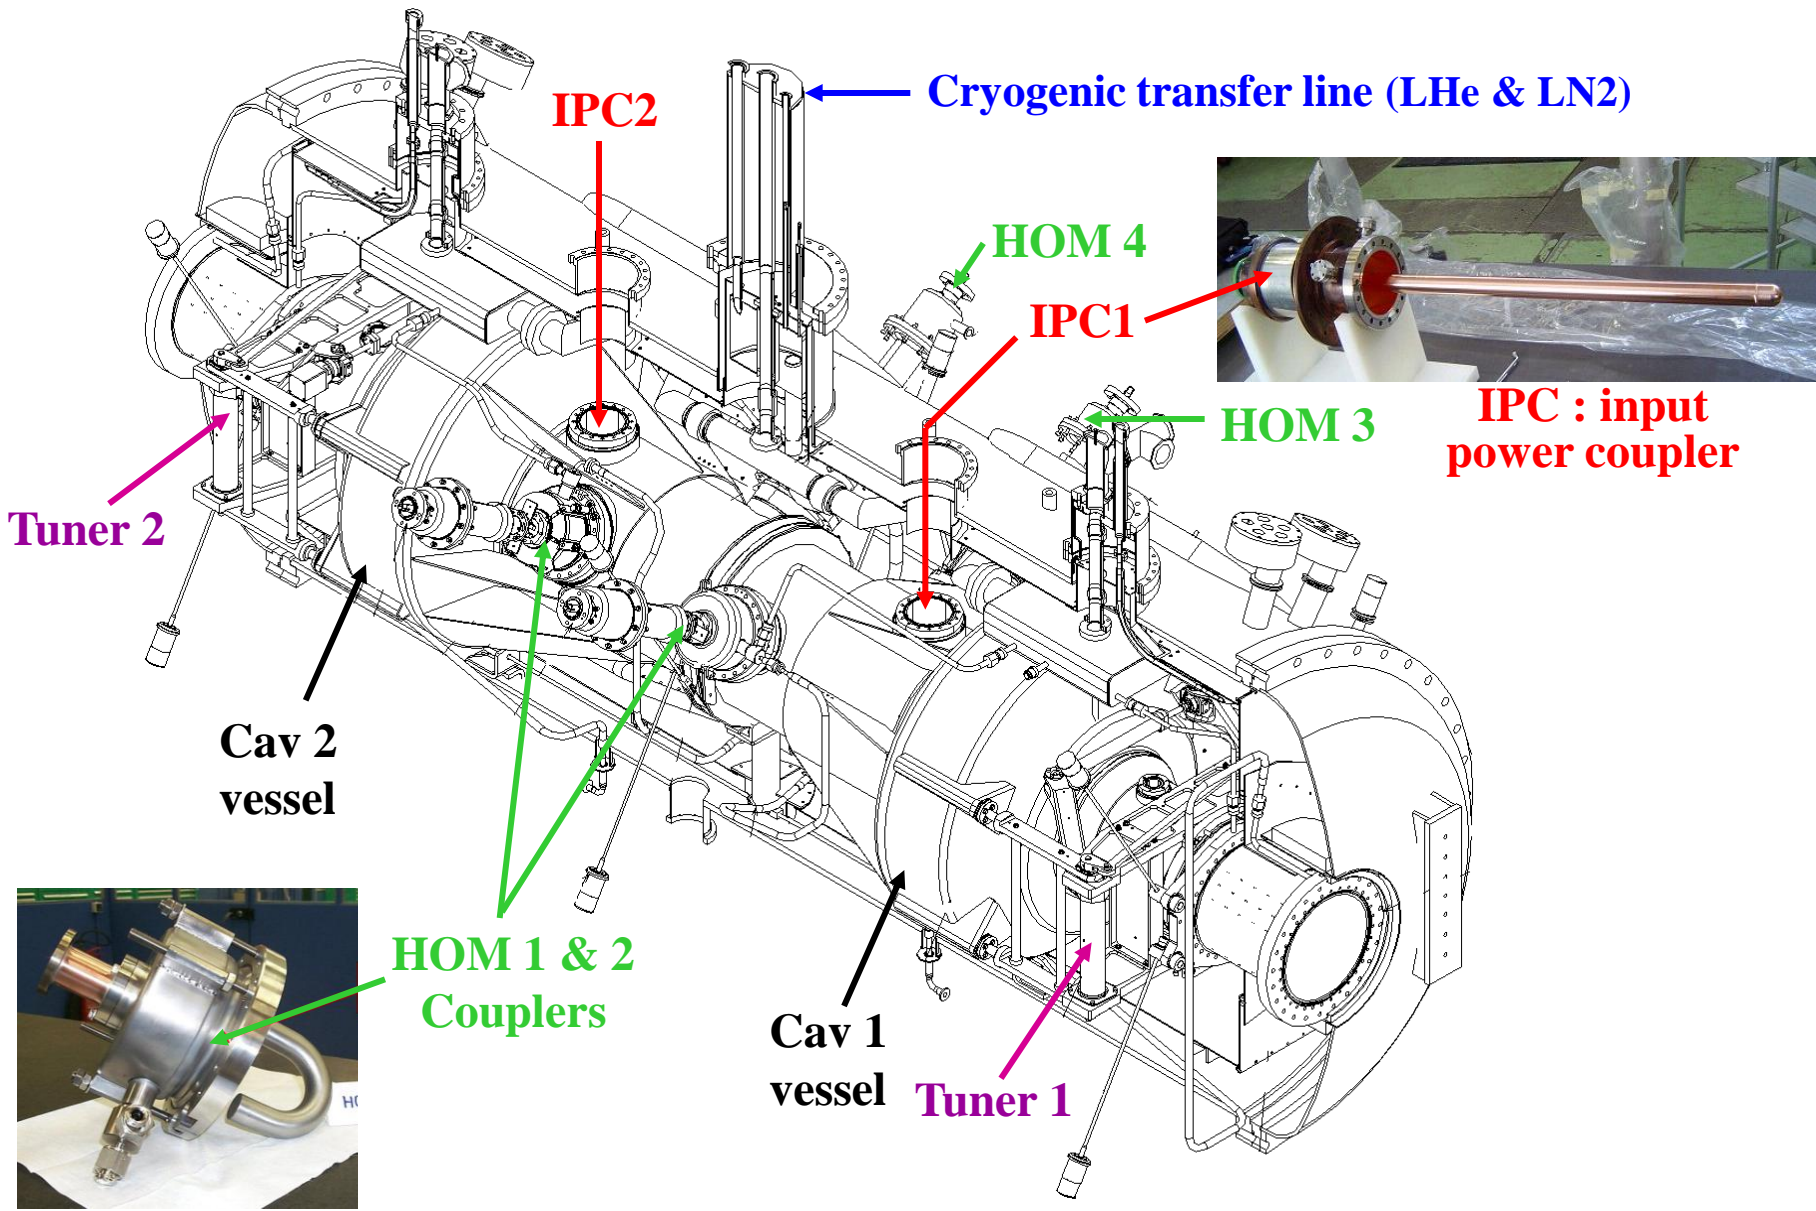 Cryogenic transfer line (LHe & LN2)
IPC2
HOM 4
IPC1
HOM 3
IPC : input
power coupler
Tuner 2
Cav 2
vessel
HOM 1 & 2
Couplers
Cav 1
vessel
Tuner 1